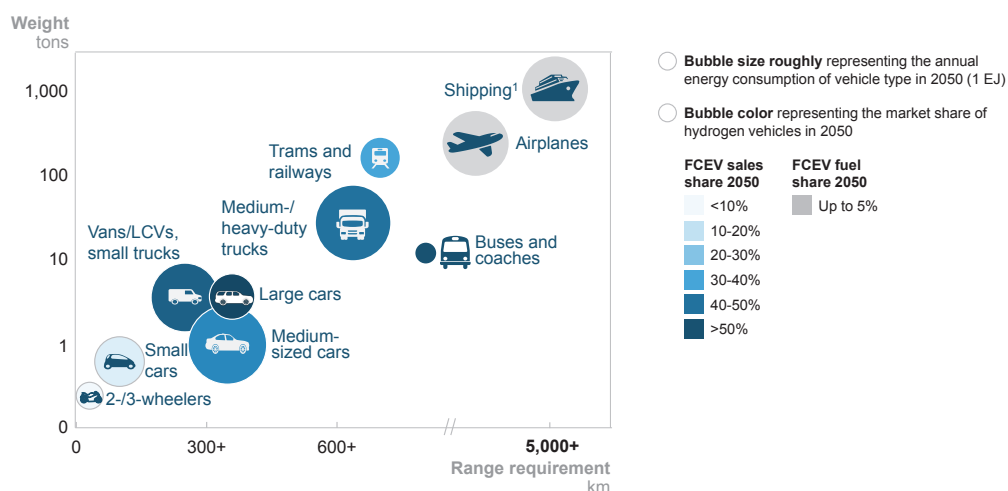 Weight
tons
1,000
100
10
1
0
0
300+
600+
5,000+
Range requirement
km
Shipping¹
Airplanes
Trams and
railways
Medium-/
heavy-duty
trucks
Buses and
coaches
Vans/LCVs,
small trucks
Large cars
Medium-
sized cars
Small
cars
2-/3-wheelers
Bubble size roughly representing the annual
energy consumption of vehicle type in 2050 (1 EJ)
Bubble color representing the market share of
hydrogen vehicles in 2050
FCEV sales
share 2050
<10%
10-20%
20-30%
30-40%
40-50%
>50%
FCEV fuel
share 2050
Up to 5%